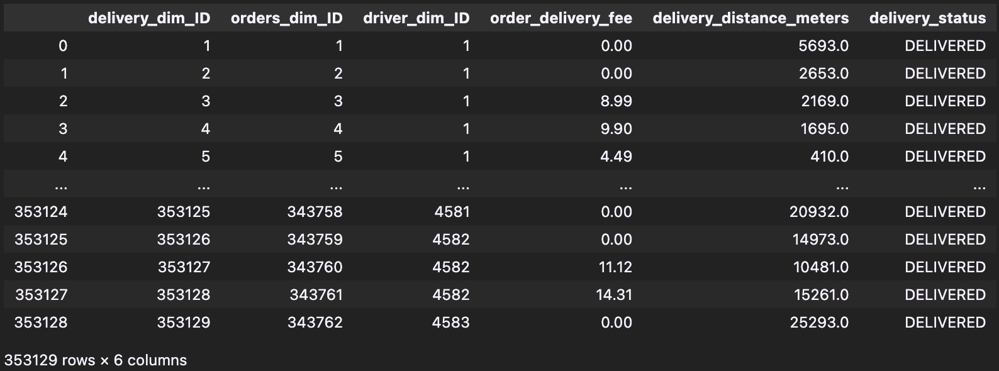 delivery_dim_ID orders_dim_ID driver_dim_ID order_delivery_fee delivery_distance_meters delivery_status
0 1 1 1 0.00 5693.0 DELIVERED
1 2 2 1 0.00 2653.0 DELIVERED
2 3 3 1 8.99 2169.0 DELIVERED
3 4 4 1 9.90 1695.0 DELIVERED
4 5 5 1 4.49 410.0 DELIVERED
... ... ... ... ... ... ...
353124 353125 343758 4581 0.00 20932.0 DELIVERED
353125 353126 343759 4582 0.00 14973.0 DELIVERED
353126 353127 343760 4582 11.12 10481.0 DELIVERED
353127 353128 343761 4582 14.31 15261.0 DELIVERED
353128 353129 343762 4583 0.00 25293.0 DELIVERED
353129 rows × 6 columns